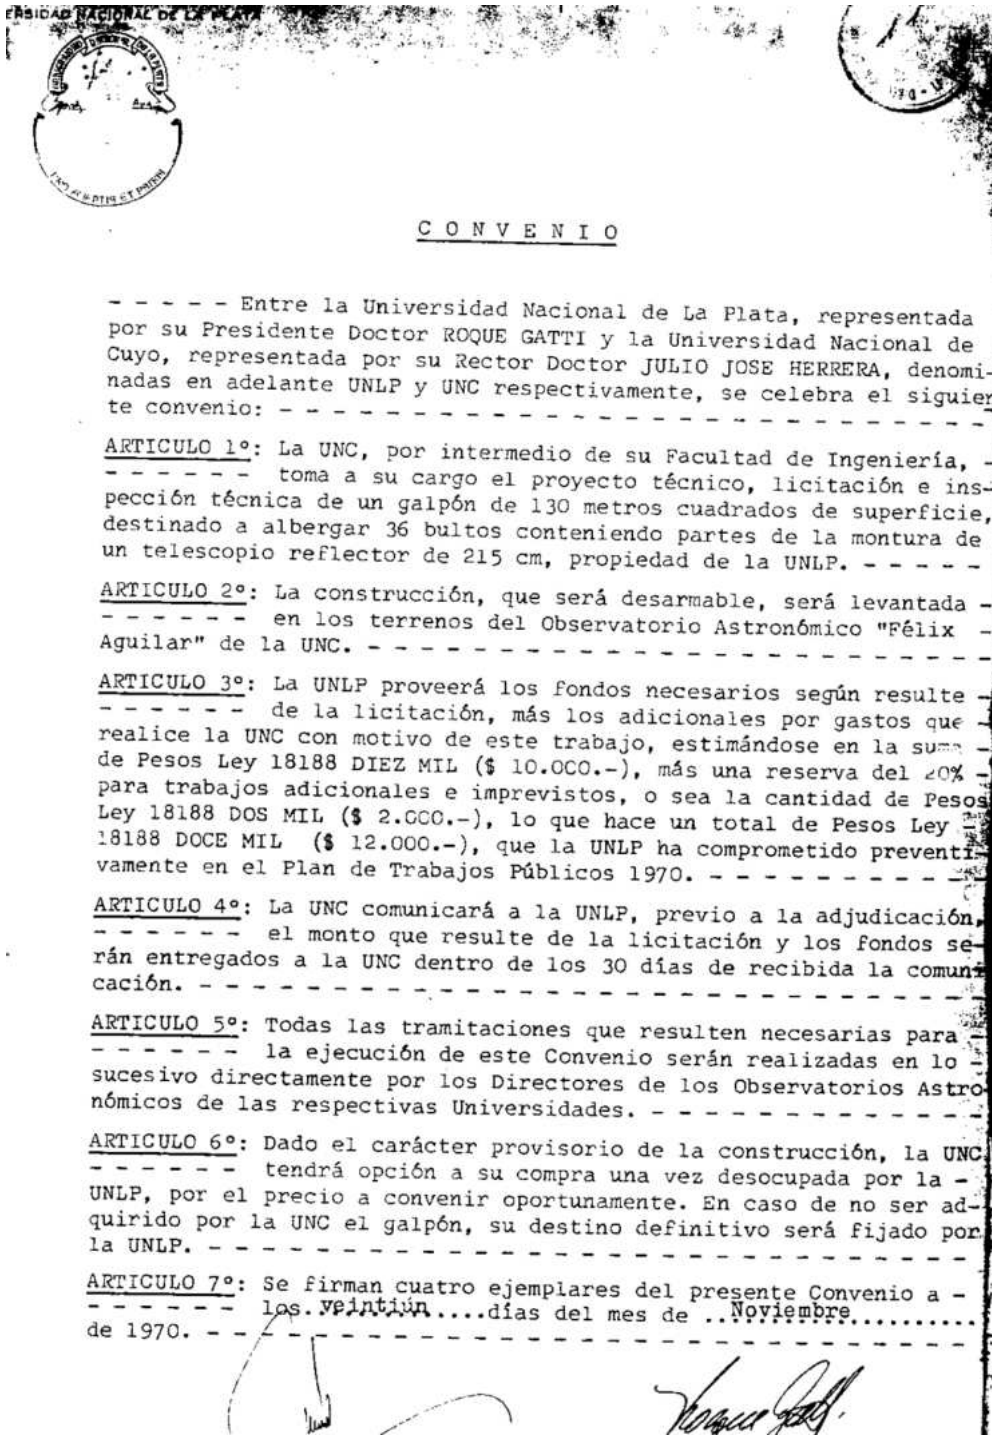 ERSIDAD NACIONAL DE LA PLATA
CONVENIO
- - - - - Entre la Universidad Nacional de La Plata, representada
por su Presidente Doctor ROQUE GATTI y la Universidad Nacional de
Cuyo, representada por su Rector Doctor JULIO JOSE HERRERA, denomi-
nadas en adelante UNLP y UNC respectivamente, se celebra el siguien
te convenio: - - - - - - - - - - - - - - - - - - - - - - - - - -
ARTICULO 1º: La UNC, por intermedio de su Facultad de Ingeniería, -
- - - - - - toma a su cargo el proyecto técnico, licitación e ins-
pección técnica de un galpón de 130 metros cuadrados de superficie,
destinado a albergar 36 bultos conteniendo partes de la montura de
un telescopio reflector de 215 cm, propiedad de la UNLP. - - - - -
ARTICULO 2º: La construcción, que será desarmable, será levantada -
- - - - - - en los terrenos del Observatorio Astronómico "Félix -
Aguilar" de la UNC. - - - - - - - - - - - - - - - - - - - - - - -
ARTICULO 3º: La UNLP proveerá los fondos necesarios según resulte -
- - - - - - de la licitación, más los adicionales por gastos que -
realice la UNC con motivo de este trabajo, estimándose en la suma -
de Pesos Ley 18188 DIEZ MIL ($ 10.000.-), más una reserva del 20% -
para trabajos adicionales e imprevistos, o sea la cantidad de Pesos
Ley 18188 DOS MIL ($ 2.000.-), lo que hace un total de Pesos Ley -
18188 DOCE MIL ($ 12.000.-), que la UNLP ha comprometido preventi-
vamente en el Plan de Trabajos Públicos 1970. - - - - - - - - - -
ARTICULO 4º: La UNC comunicará a la UNLP, previo a la adjudicación,
- - - - - - el monto que resulte de la licitación y los fondos se-
rán entregados a la UNC dentro de los 30 días de recibida la comuni
cación. - - - - - - - - - - - - - - - - - - - - - - - - - - - - -
ARTICULO 5º: Todas las tramitaciones que resulten necesarias para -
- - - - - - la ejecución de este Convenio serán realizadas en lo -
sucesivo directamente por los Directores de los Observatorios Astro-
nómicos de las respectivas Universidades. - - - - - - - - - - - -
ARTICULO 6º: Dado el carácter provisorio de la construcción, la UNC
- - - - - - tendrá opción a su compra una vez desocupada por la -
UNLP, por el precio a convenir oportunamente. En caso de no ser ad-
quirido por la UNC el galpón, su destino definitivo será fijado por
la UNLP. - - - - - - - - - - - - - - - - - - - - - - - - - - - -
ARTICULO 7º: Se firman cuatro ejemplares del presente Convenio a -
- - - - - - los.veintiún....días del mes de ..Noviembre..........
de 1970. - - - - - - - - - - - - - - - - - - - - - - - - - - - -